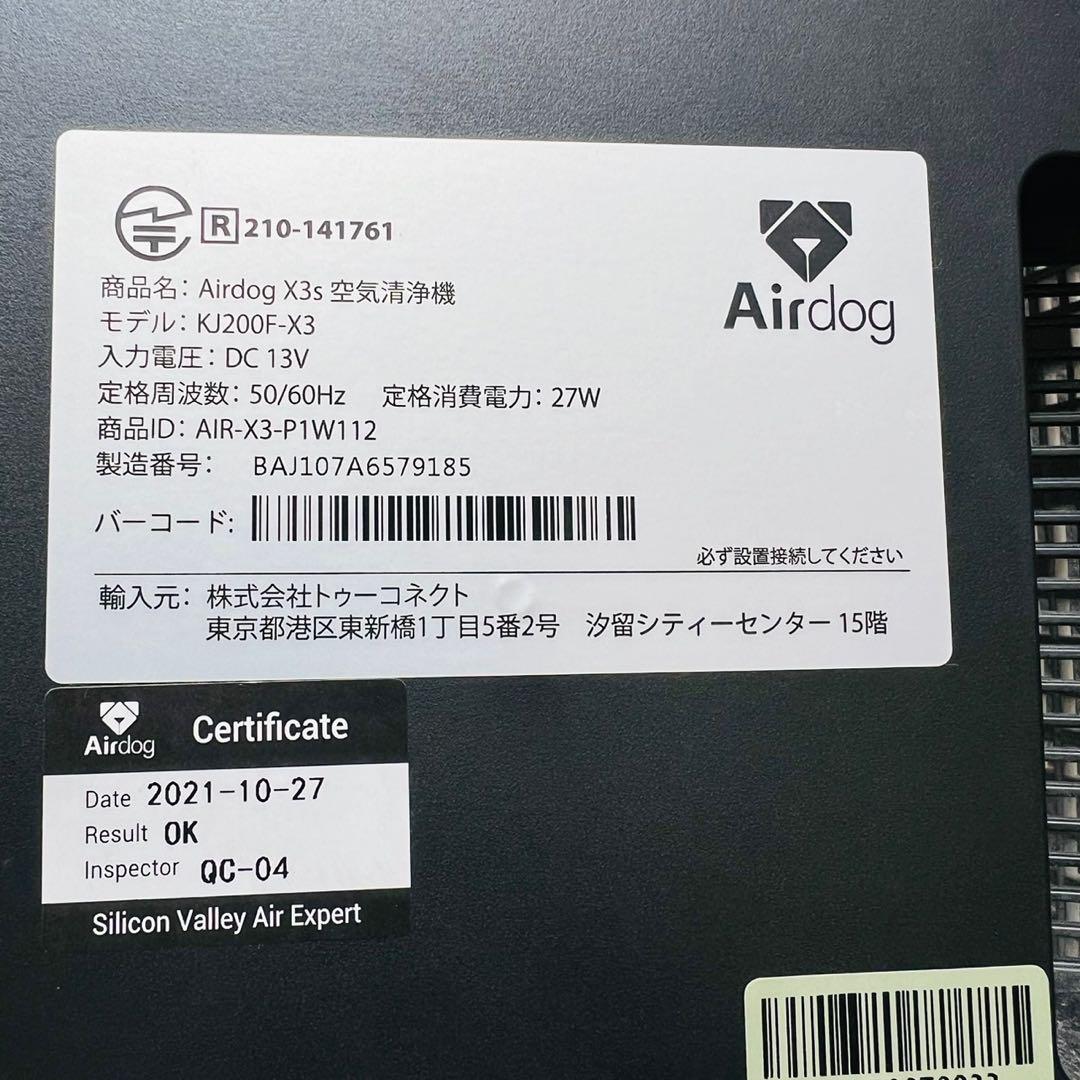 R 210-141761
Airdog
商品名: Airdog X3s 空気清浄機
モデル: KJ200F-X3
入力電圧: DC 13V
定格周波数: 50/60Hz 定格消費電力: 27W
商品ID: AIR-X3-P1W112
製造番号: BAJ107A6579185
バーコード:
必ず設置接続してください
輸入元: 株式会社トゥーコネクト
東京都港区東新橋1丁目5番2号 汐留シティーセンター 15階
Airdog Certificate
Date 2021-10-27
Result OK
Inspector QC-04
Silicon Valley Air Expert